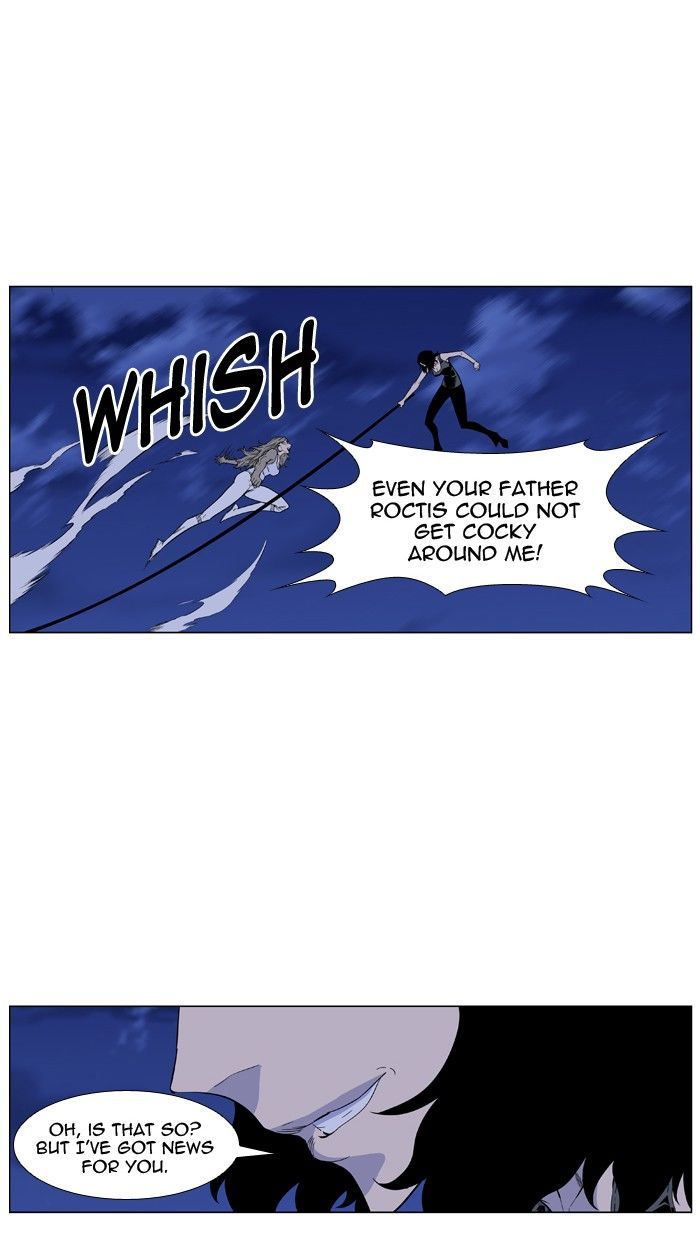 WHISH
EVEN YOUR FATHER
ROCTIS COULD NOT
GET COCKY
AROUND ME!
OH, IS THAT SO?
BUT I'VE GOT NEWS
FOR YOU.